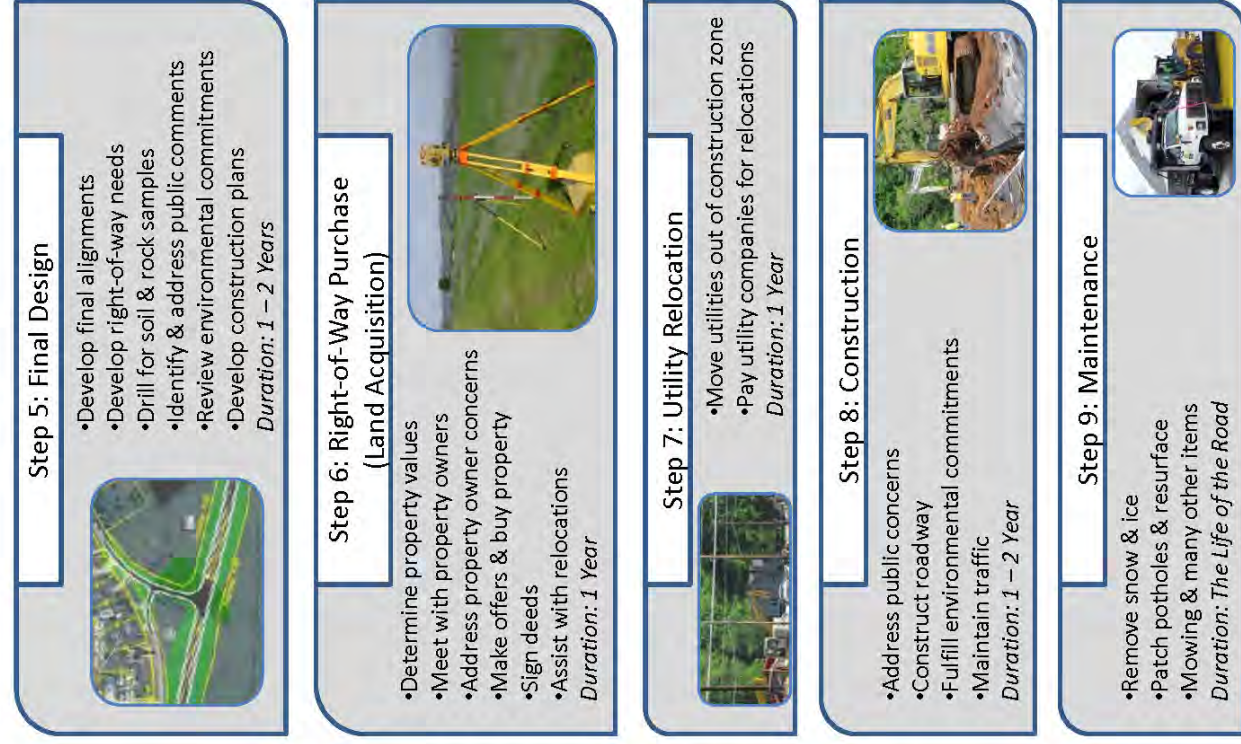 Step 5: Final Design
•Develop final alignments
•Develop right-of-way needs
•Drill for soil & rock samples
•Identify & address public comments
•Review environmental commitments
•Develop construction plans
Duration: 1 – 2 Years
Step 6: Right-of-Way Purchase
(Land Acquisition)
•Determine property values
•Meet with property owners
•Address property owner concerns
•Make offers & buy property
•Sign deeds
•Assist with relocations
Duration: 1 Year
Step 7: Utility Relocation
•Move utilities out of construction zone
•Pay utility companies for relocations
Duration: 1 Year
Step 8: Construction
•Address public concerns
•Construct roadway
•Fulfill environmental commitments
•Maintain traffic
Duration: 1 – 2 Year
Step 9: Maintenance
•Remove snow & ice
•Patch potholes & resurface
•Mowing & many other items
Duration: The Life of the Road